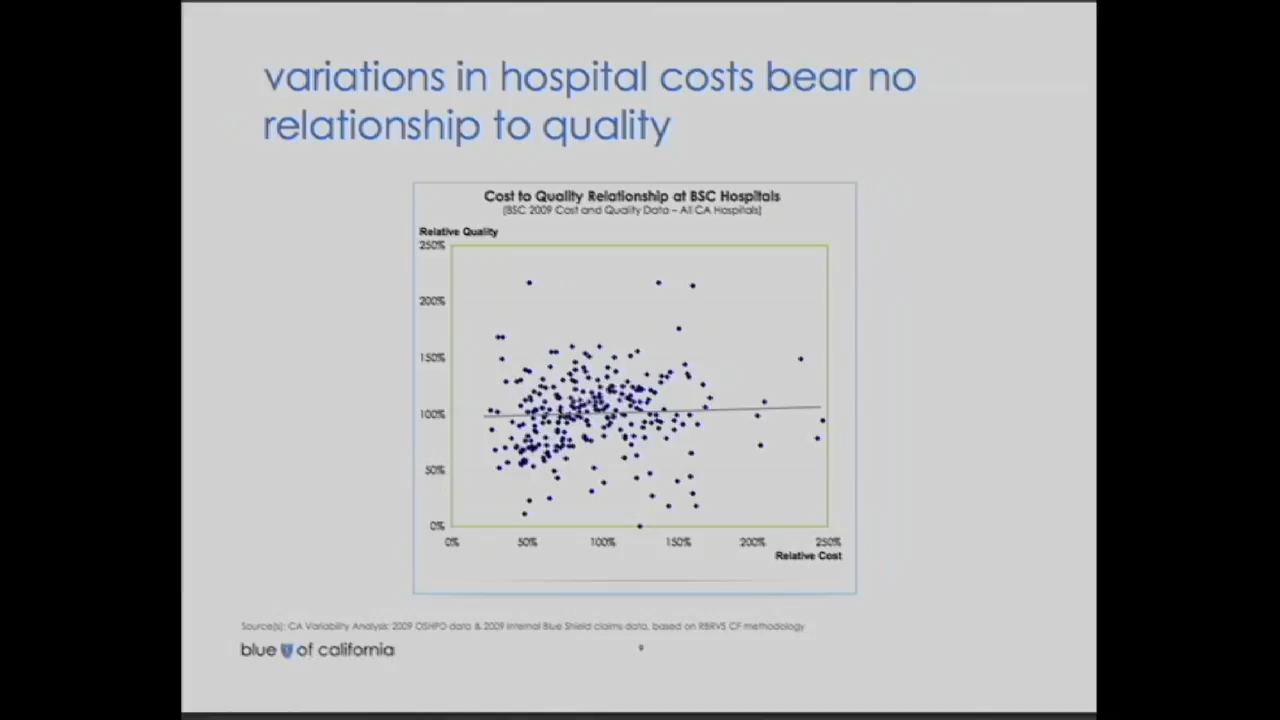 variations in hospital costs bear no
relationship to quality
Cost to Quality Relationship at BSC Hospitals
[BSC 2009 Cost and Quality Data – All CA Hospitals]
Relative Quality
250%
200%
150%
100%
50%
0%
0% 50% 100% 150% 200% 250%
Relative Cost
Source(s): CA Variability Analysis: 2009 OSHPD data & 2009 Internal Blue Shield claims data, based on RBRVS CF methodology
blue of california
9